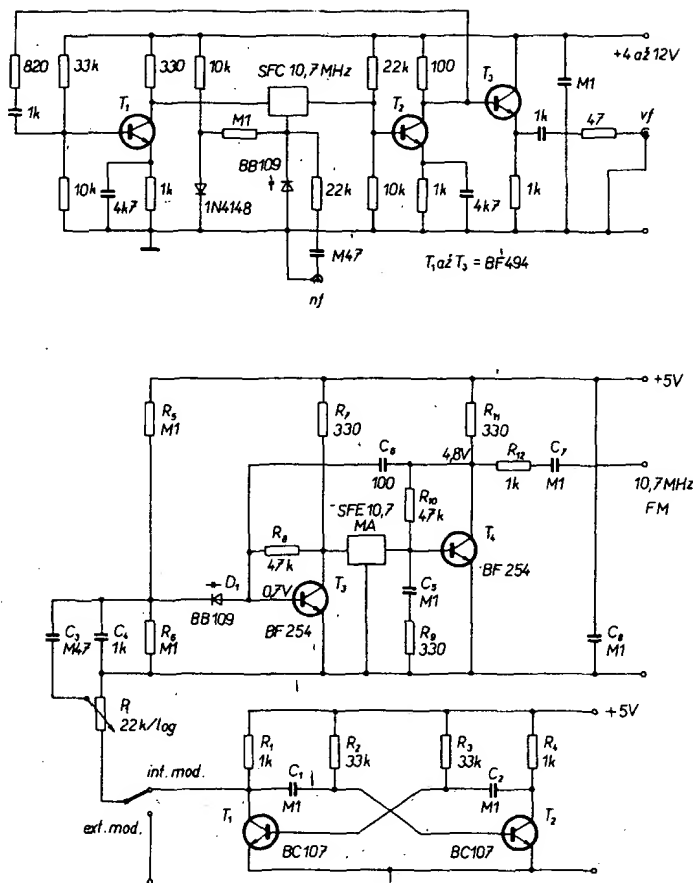 +4 až 12V
820
33k
330
10k
SFC 10,7 MHz
22k
100
T3
M1
1k
T1
M1
T2
1k
47
vf
BB109
10k
4k7
1k
1N4148
22k
10k
1k
4k7
1k
M47
T1 až T3 = BF494
nf
+5V
R5
M1
R7
330
R11
330
C6
100
4,8V
R12
1k
C7
M1
10,7MHz
FM
SFE 10,7
MA
R10
47k
R8
47k
T4
BF 254
D1
0,7V
T3
C5
M1
BB109
BF 254
C3
M47
C4
1k
R6
M1
R9
330
C8
M1
P
22k/log
+5V
R1
1k
R2
33k
R3
33k
R4
1k
int. mod.
C1
M1
C2
M1
ext. mod.
T1
T2
BC107
BC107